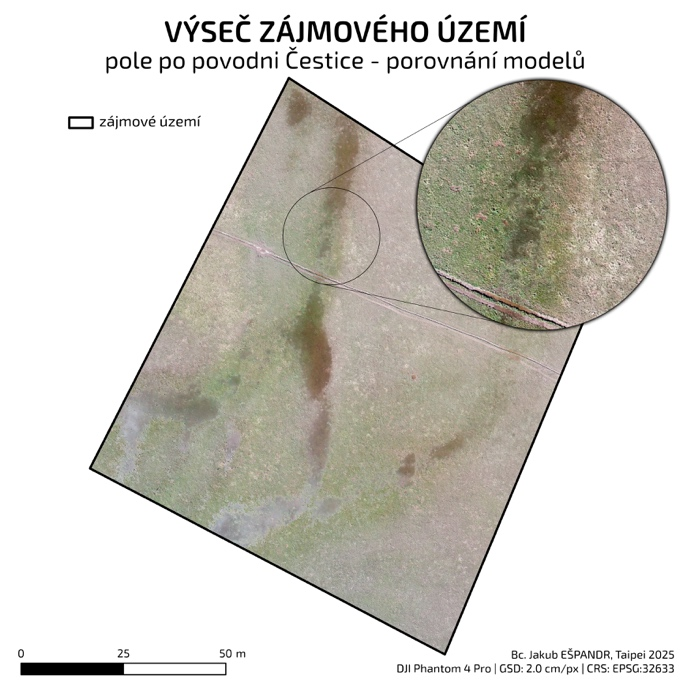 VÝSEČ ZÁJMOVÉHO ÚZEMÍ
pole po povodni Čestice - porovnání modelů
zájmové území
0 25 50 m
Bc. Jakub EŠPANDR, Taipei 2025
DJI Phantom 4 Pro | GSD: 2.0 cm/px | CRS: EPSG:32633